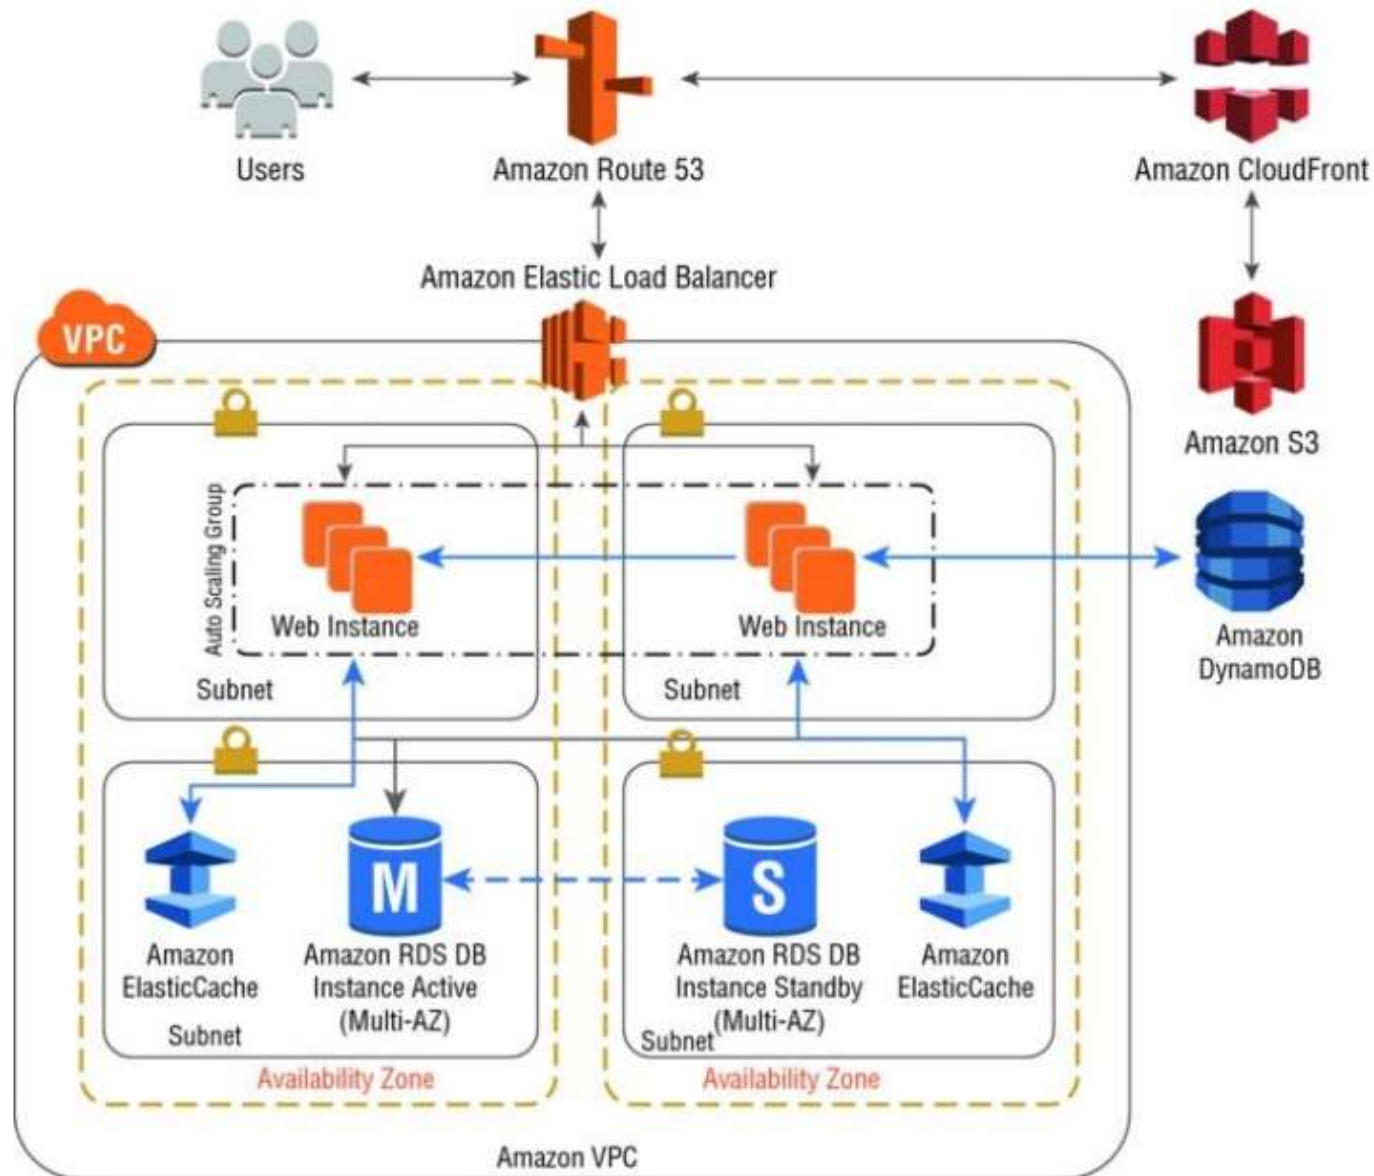 Users
Amazon Route 53
Amazon CloudFront
Amazon Elastic Load Balancer
VPC
Amazon S3
Auto Scaling Group
Web Instance
Web Instance
Subnet
Subnet
Amazon
DynamoDB
M
S
Amazon
ElasticCache
Amazon RDS DB
Instance Active
(Multi-AZ)
Amazon RDS DB
Instance Standby
(Multi-AZ)
Amazon
ElasticCache
Subnet
Subnet
Availability Zone
Availability Zone
Amazon VPC